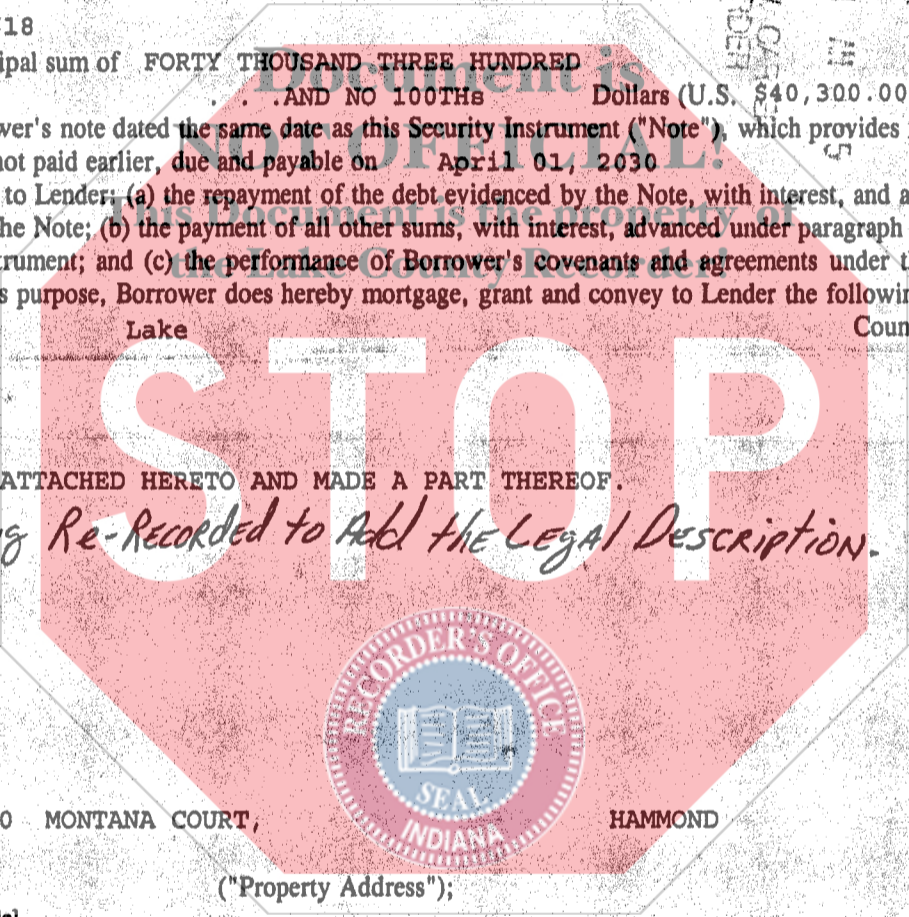 18
ipal sum of FORTY THOUSAND THREE HUNDRED
. . .AND NO 100THs Dollars (U.S. $40,300.00
wer's note dated the same date as this Security Instrument ("Note"), which provides
not paid earlier, due and payable on April 01, 2030
to Lender; (a) the repayment of the debt evidenced by the Note, with interest, and a
he Note; (b) the payment of all other sums, with interest, advanced under paragraph
rument; and (c) the performance of Borrower's covenants and agreements under t
s purpose, Borrower does hereby mortgage, grant and convey to Lender the followin
Lake Coun
ATTACHED HERETO AND MADE A PART THEREOF.
g Re-Recorded to Add the Legal Description.
0 MONTANA COURT, HAMMOND
("Property Address");
Document is
NOT OFFICIAL!
This Document is the property of
the Lake County Recorder!
STOP
RECORDER'S OFFICE
SEAL
INDIANA